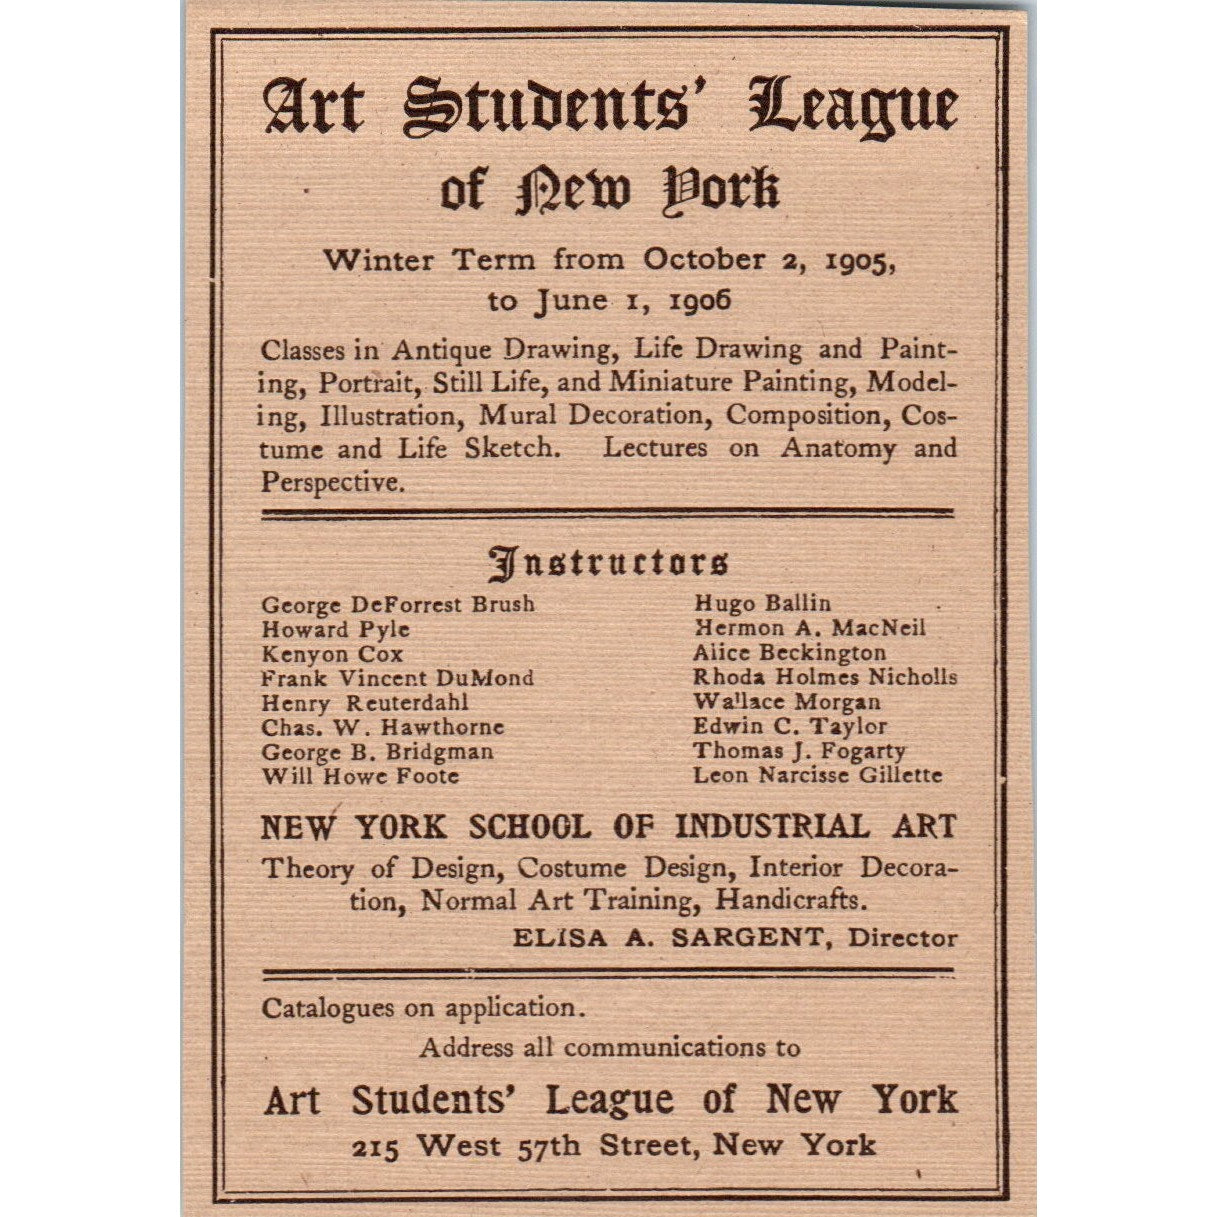 Art Students' League
of New York
Winter Term from October 2, 1905,
to June 1, 1906
Classes in Antique Drawing, Life Drawing and Paint-
ing, Portrait, Still Life, and Miniature Painting, Model-
ing, Illustration, Mural Decoration, Composition, Cos-
tume and Life Sketch. Lectures on Anatomy and
Perspective.
Instructors
George DeForrest Brush
Howard Pyle
Kenyon Cox
Frank Vincent DuMond
Henry Reuterdahl
Chas. W. Hawthorne
George B. Bridgman
Will Howe Foote
Hugo Ballin
Hermon A. MacNeil
Alice Beckington
Rhoda Holmes Nicholls
Wallace Morgan
Edwin C. Taylor
Thomas J. Fogarty
Leon Narcisse Gillette
NEW YORK SCHOOL OF INDUSTRIAL ART
Theory of Design, Costume Design, Interior Decora-
tion, Normal Art Training, Handicrafts.
ELISA A. SARGENT, Director
Catalogues on application.
Address all communications to
Art Students' League of New York
215 West 57th Street, New York